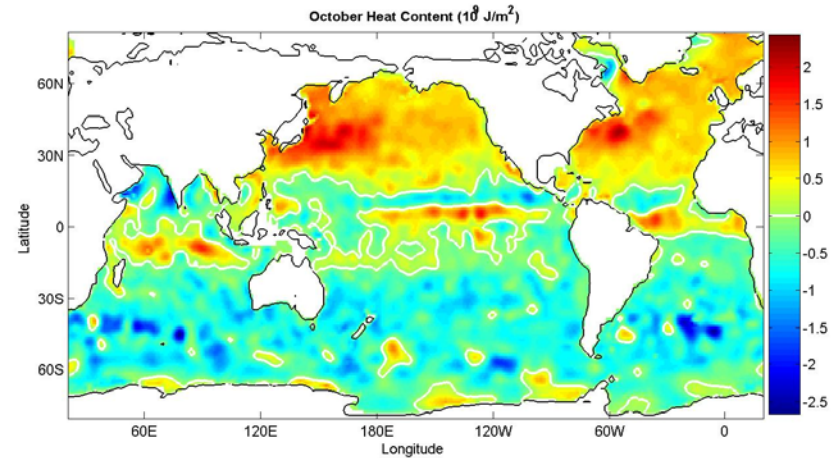 October Heat Content (10⁹ J/m²)
60N
30N
0
30S
60S
Latitude
60E 120E 180E 120W 60W 0
Longitude
2
1.5
1
0.5
0
-0.5
-1
-1.5
-2
-2.5